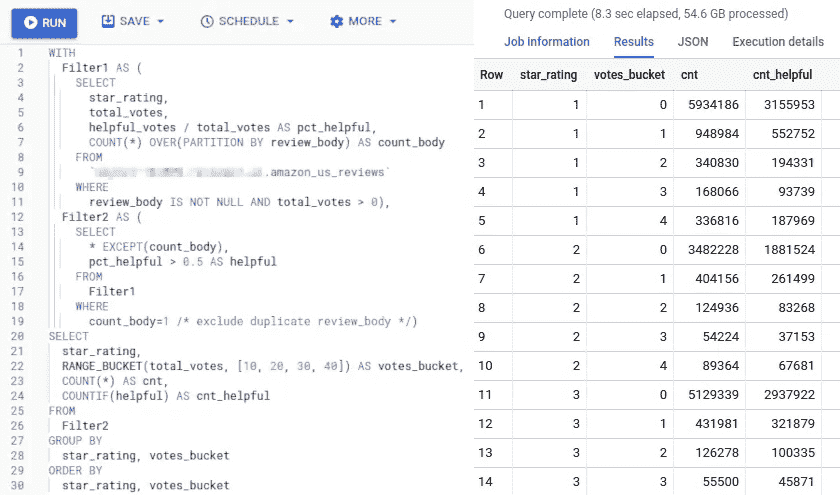 RUN SAVE SCHEDULE MORE
1 WITH
2 Filter1 AS (
3 SELECT
4 star_rating,
5 total_votes,
6 helpful_votes / total_votes AS pct_helpful,
7 COUNT(*) OVER(PARTITION BY review_body) AS count_body
8 FROM
9 `.amazon_us_reviews`
10 WHERE
11 review_body IS NOT NULL AND total_votes > 0),
12 Filter2 AS (
13 SELECT
14 * EXCEPT(count_body),
15 pct_helpful > 0.5 AS helpful
16 FROM
17 Filter1
18 WHERE
19 count_body=1 /* exclude duplicate review_body */)
20 SELECT
21 star_rating,
22 RANGE_BUCKET(total_votes, [10, 20, 30, 40]) AS votes_bucket,
23 COUNT(*) AS cnt,
24 COUNTIF(helpful) AS cnt_helpful
25 FROM
26 Filter2
27 GROUP BY
28 star_rating, votes_bucket
29 ORDER BY
30 star_rating, votes_bucket
Query complete (8.3 sec elapsed, 54.6 GB processed)
Job information Results JSON Execution details
Row star_rating votes_bucket cnt cnt_helpful
1 1 0 5934186 3155953
2 1 1 948984 552752
3 1 2 340830 194331
4 1 3 168066 93739
5 1 4 336816 187969
6 2 0 3482228 1881524
7 2 1 404156 261499
8 2 2 124936 83268
9 2 3 54224 37153
10 2 4 89364 67681
11 3 0 5129339 2937922
12 3 1 431981 321879
13 3 2 126278 100335
14 3 3 55500 45871